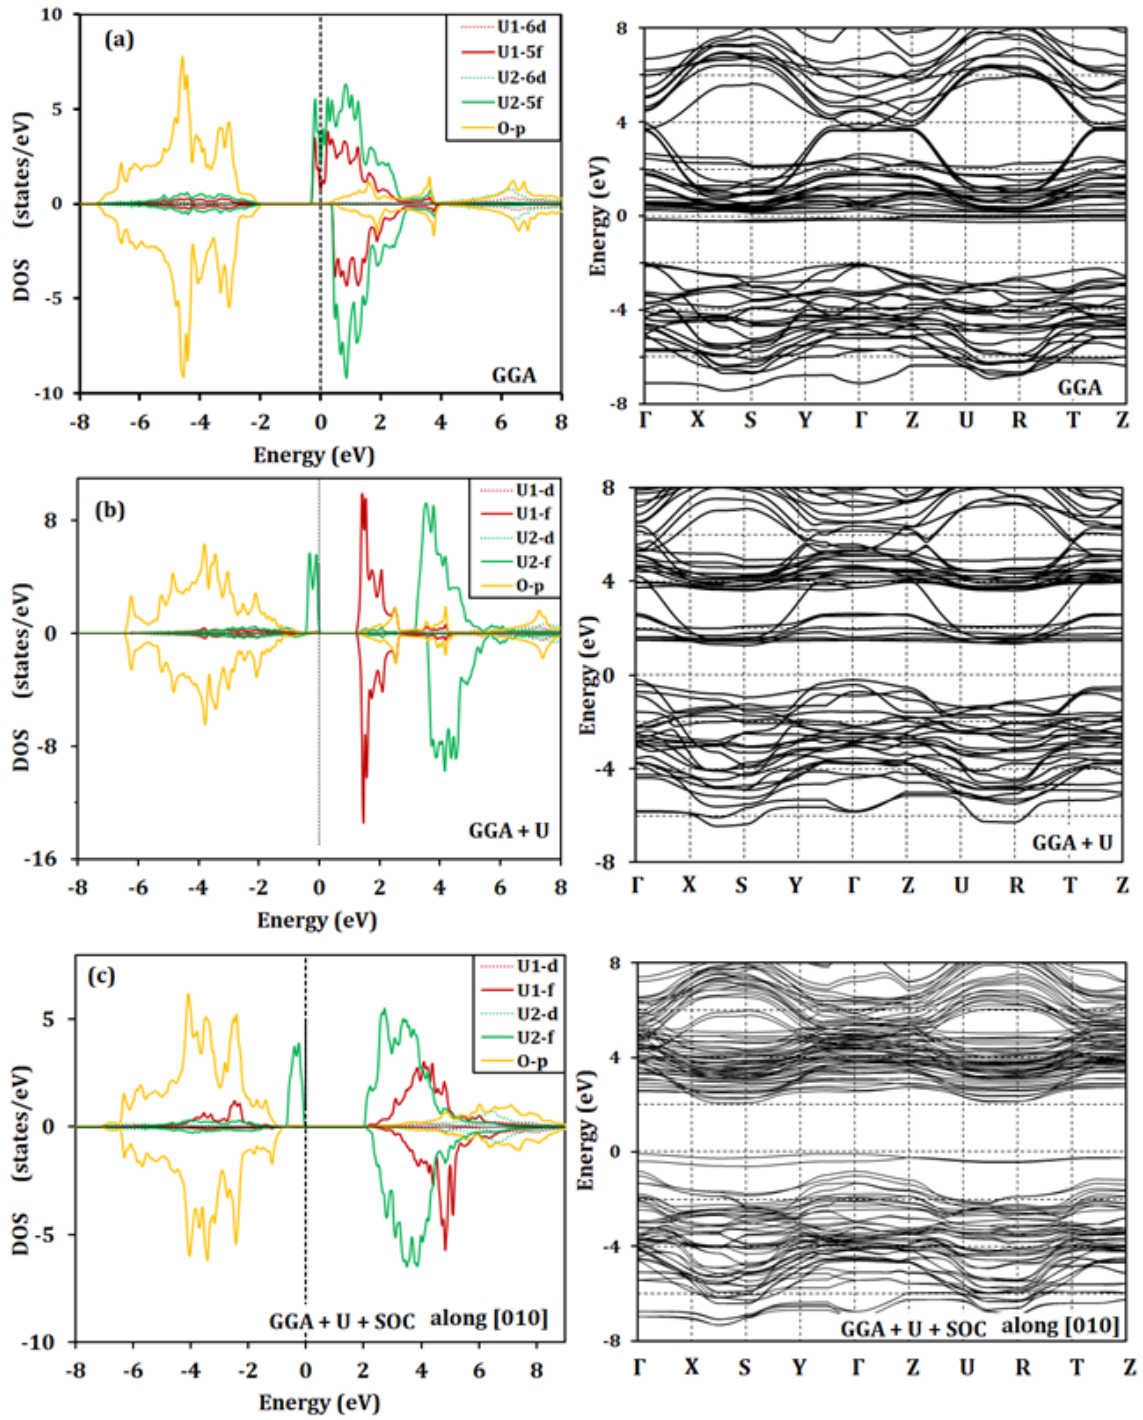 (a)
U1-6d
U1-5f
U2-6d
U2-5f
O-p
10
5
0
-5
-10
DOS (states/eV)
GGA
-8 -6 -4 -2 0 2 4 6 8
Energy (eV)
8
4
0
-4
-8
Energy (eV)
GGA
Γ X S Y Γ Z U R T Z
(b)
U1-d
U1-f
U2-d
U2-f
O-p
8
0
-8
-16
DOS (states/eV)
GGA + U
-8 -6 -4 -2 0 2 4 6 8
Energy (eV)
8
4
0
-4
-8
Energy (eV)
GGA + U
Γ X S Y Γ Z U R T Z
(c)
U1-d
U1-f
U2-d
U2-f
O-p
5
0
-5
-10
DOS (states/eV)
GGA + U + SOC along [010]
-8 -6 -4 -2 0 2 4 6 8
Energy (eV)
8
4
0
-4
-8
Energy (eV)
GGA + U + SOC along [010]
Γ X S Y Γ Z U R T Z